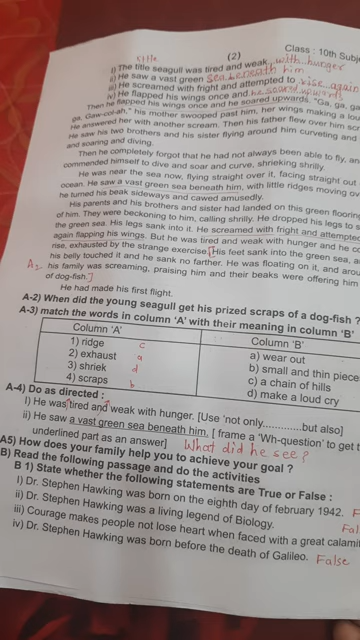 (2) Class : 10th Subje
i) The title seagull was tired and weak with hunger
little
ii) He saw a vast green Sea beneath him
iii) He screamed with fright and attempted to rise again
iv) He flapped his wings once and he soared upwards
Then he flapped his wings once and he soared upwards. "Ga, ga, ga
ga, Gaw-col-ah," his mother swooped past him, her wings making a lou
He answered her with another scream. Then his father flew over him scr
He saw his two brothers and his sister flying around him curveting and
and soaring and diving.
Then he completely forgot that he had not always been able to fly, an
commended himself to dive and soar and curve, shrieking shrilly.
He was near the sea now, flying straight over it, facing straight out
ocean. He saw a vast green sea beneath him, with little ridges moving ov
he turned his beak sideways and cawed amusedly.
His parents and his brothers and sister had landed on this green floorin
of him. They were beckoning to him, calling shrilly. He dropped his legs to s
the green sea. His legs sank into it. He screamed with fright and attempted
again flapping his wings. But he was tired and weak with hunger and he co
rise, exhausted by the strange exercise. [His feet sank into the green sea, a
his belly touched it and he sank no farther. He was floating on it, and arou
A2 his family was screaming, praising him and their beaks were offering him
of dog-fish.]
He had made his first flight.
A-2) When did the young seagull get his prized scraps of a dog-fish ?
A-3) match the words in column 'A' with their meaning in column 'B'
Column 'A' Column 'B'
1) ridge c a) wear out
2) exhaust a b) small and thin piece
3) shriek d c) a chain of hills
4) scraps b d) make a loud cry
A-4) Do as directed :
I) He was tired and weak with hunger. [Use 'not only............but also]
ii) He saw a vast green sea beneath him. [ frame a 'Wh-question' to get t
underlined part as an answer] What did he see?
A5) How does your family help you to achieve your goal ?
B) Read the following passage and do the activities
B 1) State whether the following statements are True or False :
I) Dr. Stephen Hawking was born on the eighth day of february 1942. F
ii) Dr. Stephen Hawking was a living legend of Biology. Fal
iii) Courage makes people not lose heart when faced with a great calami
iv) Dr. Stephen Hawking was born before the death of Galileo. False